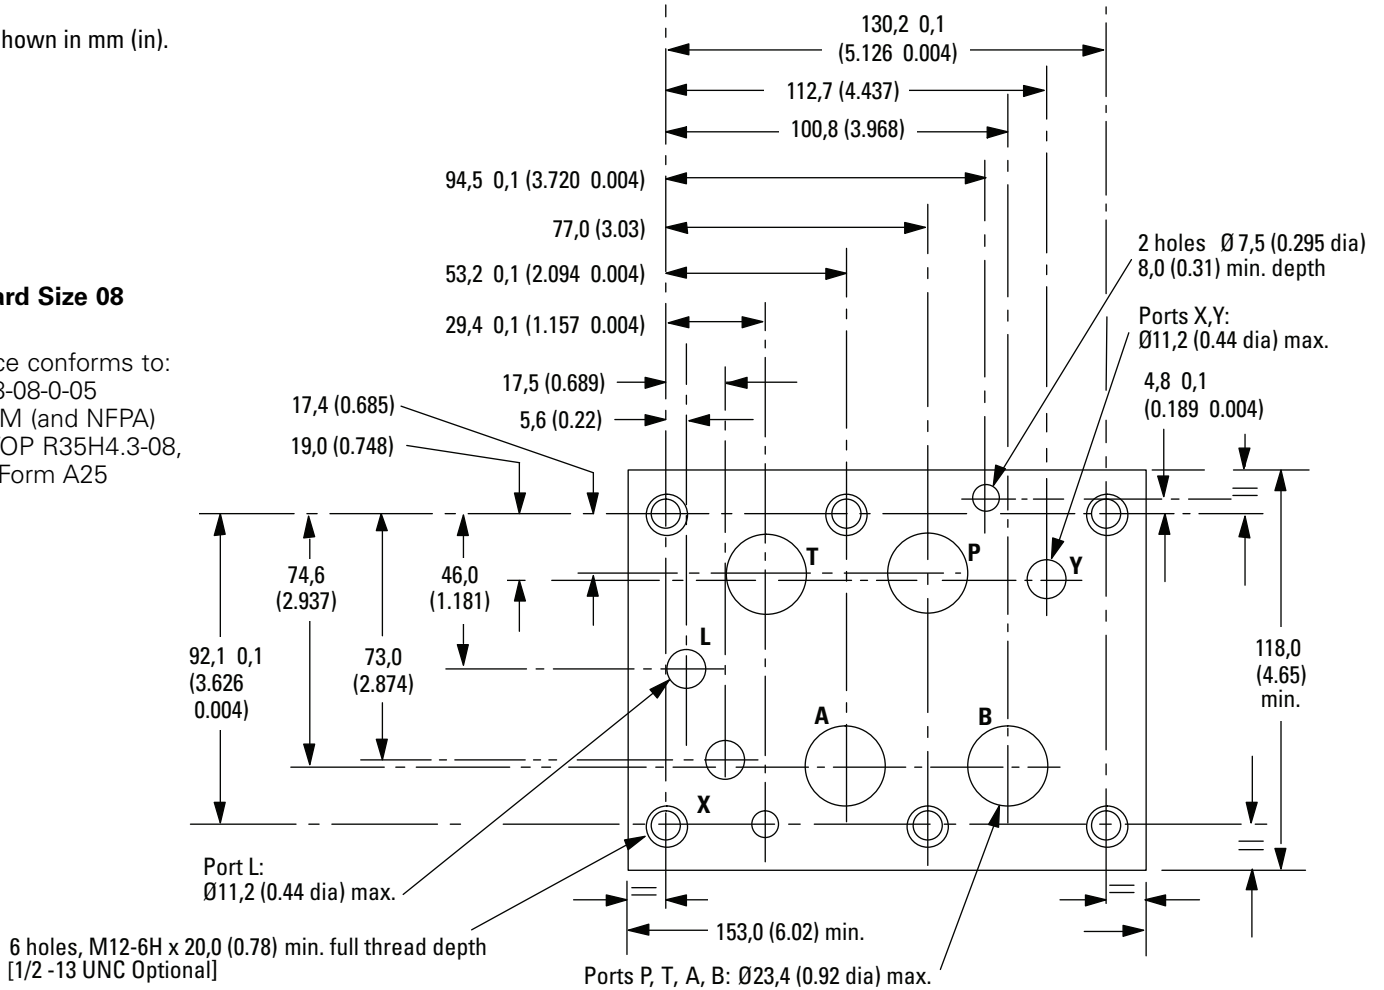 hown in mm (in).
130,2 0,1
(5.126 0.004)
112,7 (4.437)
100,8 (3.968)
94,5 0,1 (3.720 0.004)
77,0 (3.03)
53,2 0,1 (2.094 0.004)
29,4 0,1 (1.157 0.004)
17,5 (0.689)
5,6 (0.22)
17,4 (0.685)
19,0 (0.748)
ard Size 08
ce conforms to:
3-08-0-05
M (and NFPA)
TOP R35H4.3-08,
Form A25
2 holes Ø 7,5 (0.295 dia)
8,0 (0.31) min. depth
Ports X,Y:
Ø11,2 (0.44 dia) max.
4,8 0,1
(0.189 0.004)
T
P
Y
L
A
B
X
74,6
(2.937)
46,0
(1.181)
92,1 0,1
(3.626
0.004)
73,0
(2.874)
118,0
(4.65)
min.
Port L:
Ø11,2 (0.44 dia) max.
153,0 (6.02) min.
6 holes, M12-6H x 20,0 (0.78) min. full thread depth
[1/2 -13 UNC Optional]
Ports P, T, A, B: Ø23,4 (0.92 dia) max.